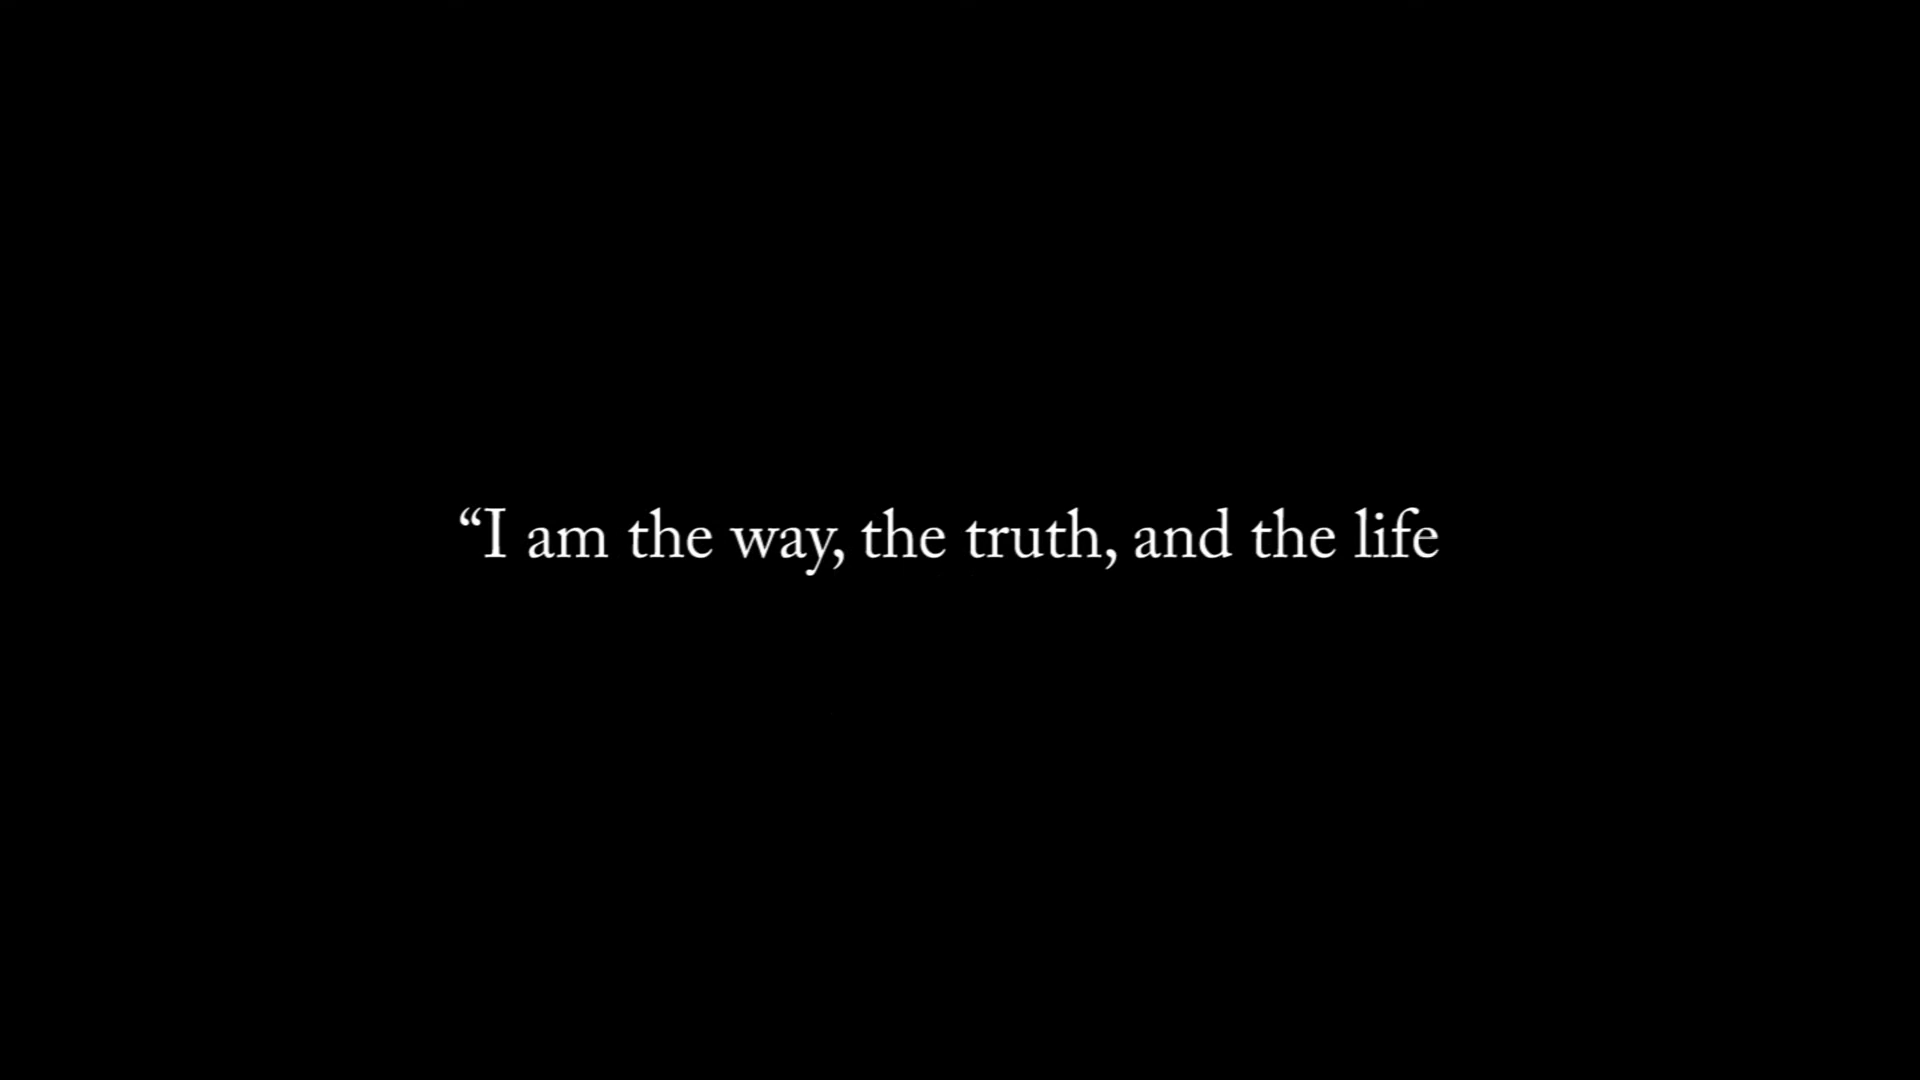 “I am the way, the truth, and the life